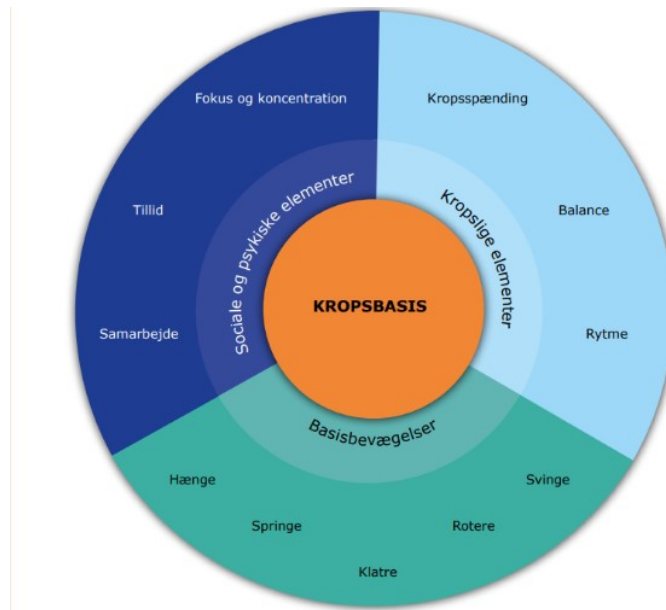 Fokus og koncentration
Tillid
Samarbejde
Sociale og psykiske elementer
Kropsspænding
Balance
Rytme
Kropslige elementer
KROPSBASIS
Basisbevægelser
Hænge
Springe
Klatre
Rotere
Svinge